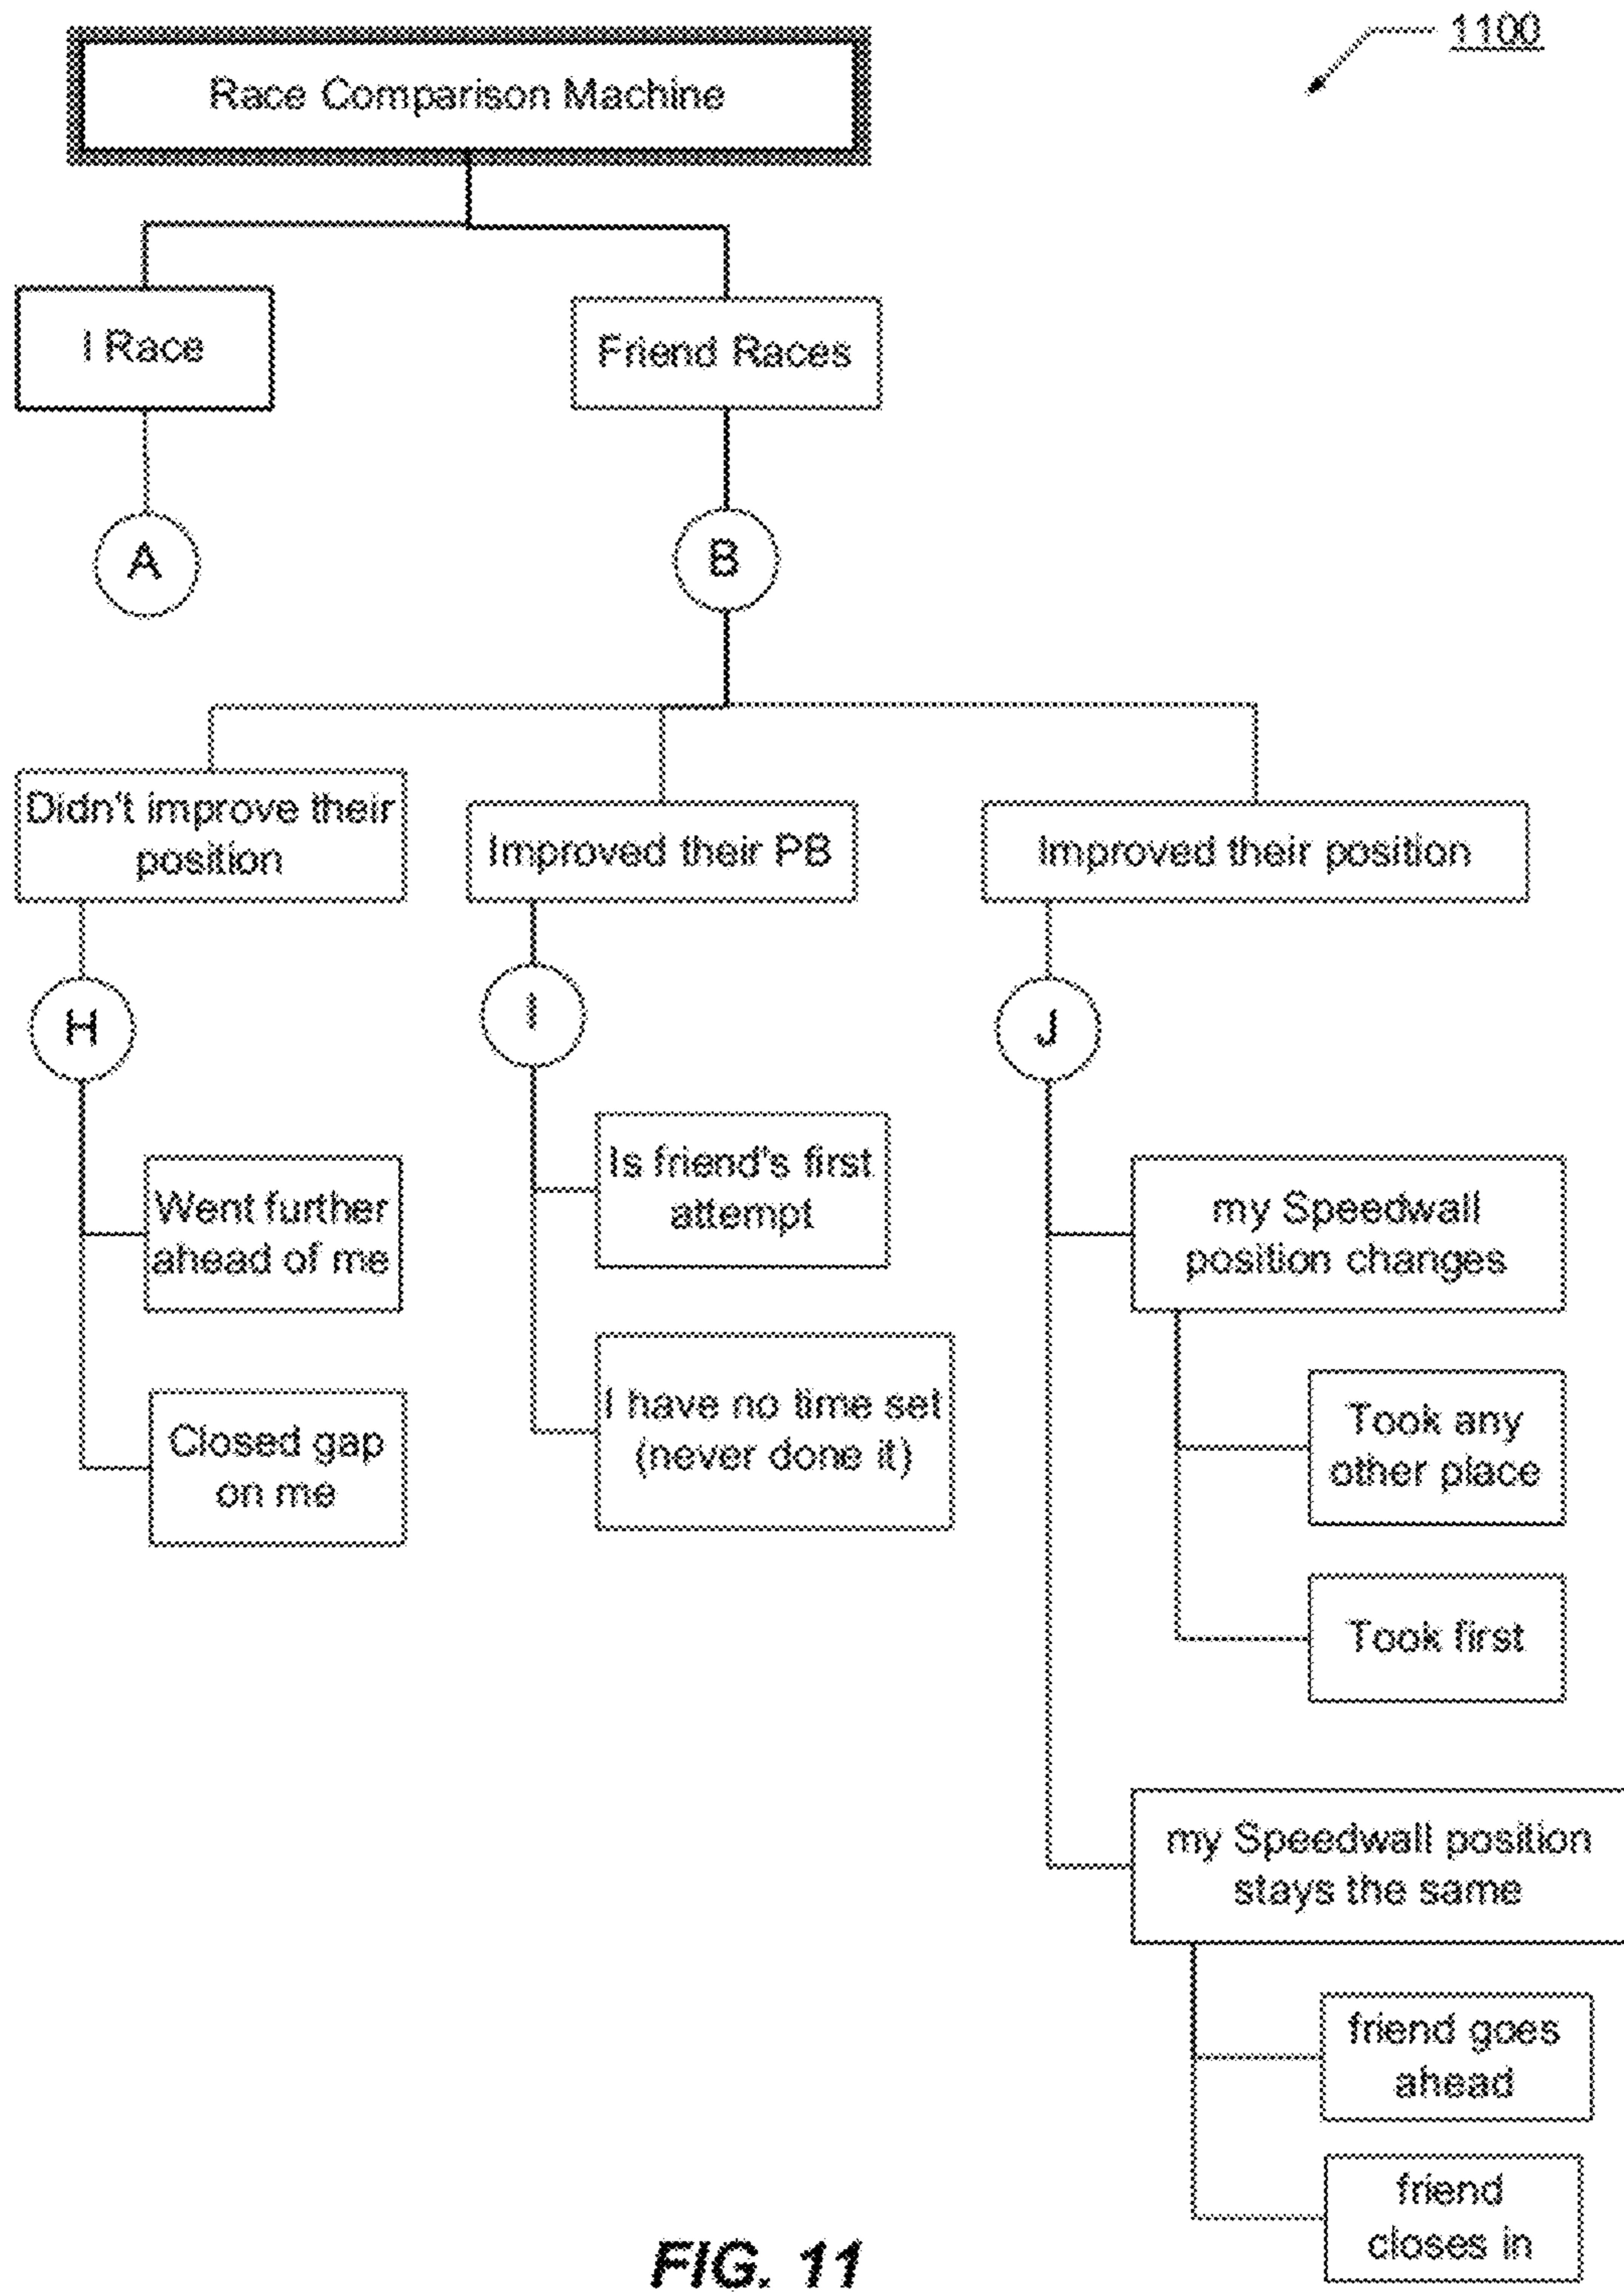 1100
Race Comparison Machine
I Race
Friend Races
A
B
Didn't improve their
position
Improved their PB
Improved their position
H
I
J
Went further
ahead of me
Closed gap
on me
Is friend's first
attempt
I have no time set
(never done it)
my Speedwall
position changes
Took any
other place
Took first
my Speedwall position
stays the same
friend goes
ahead
friend
closes in
FIG. 11